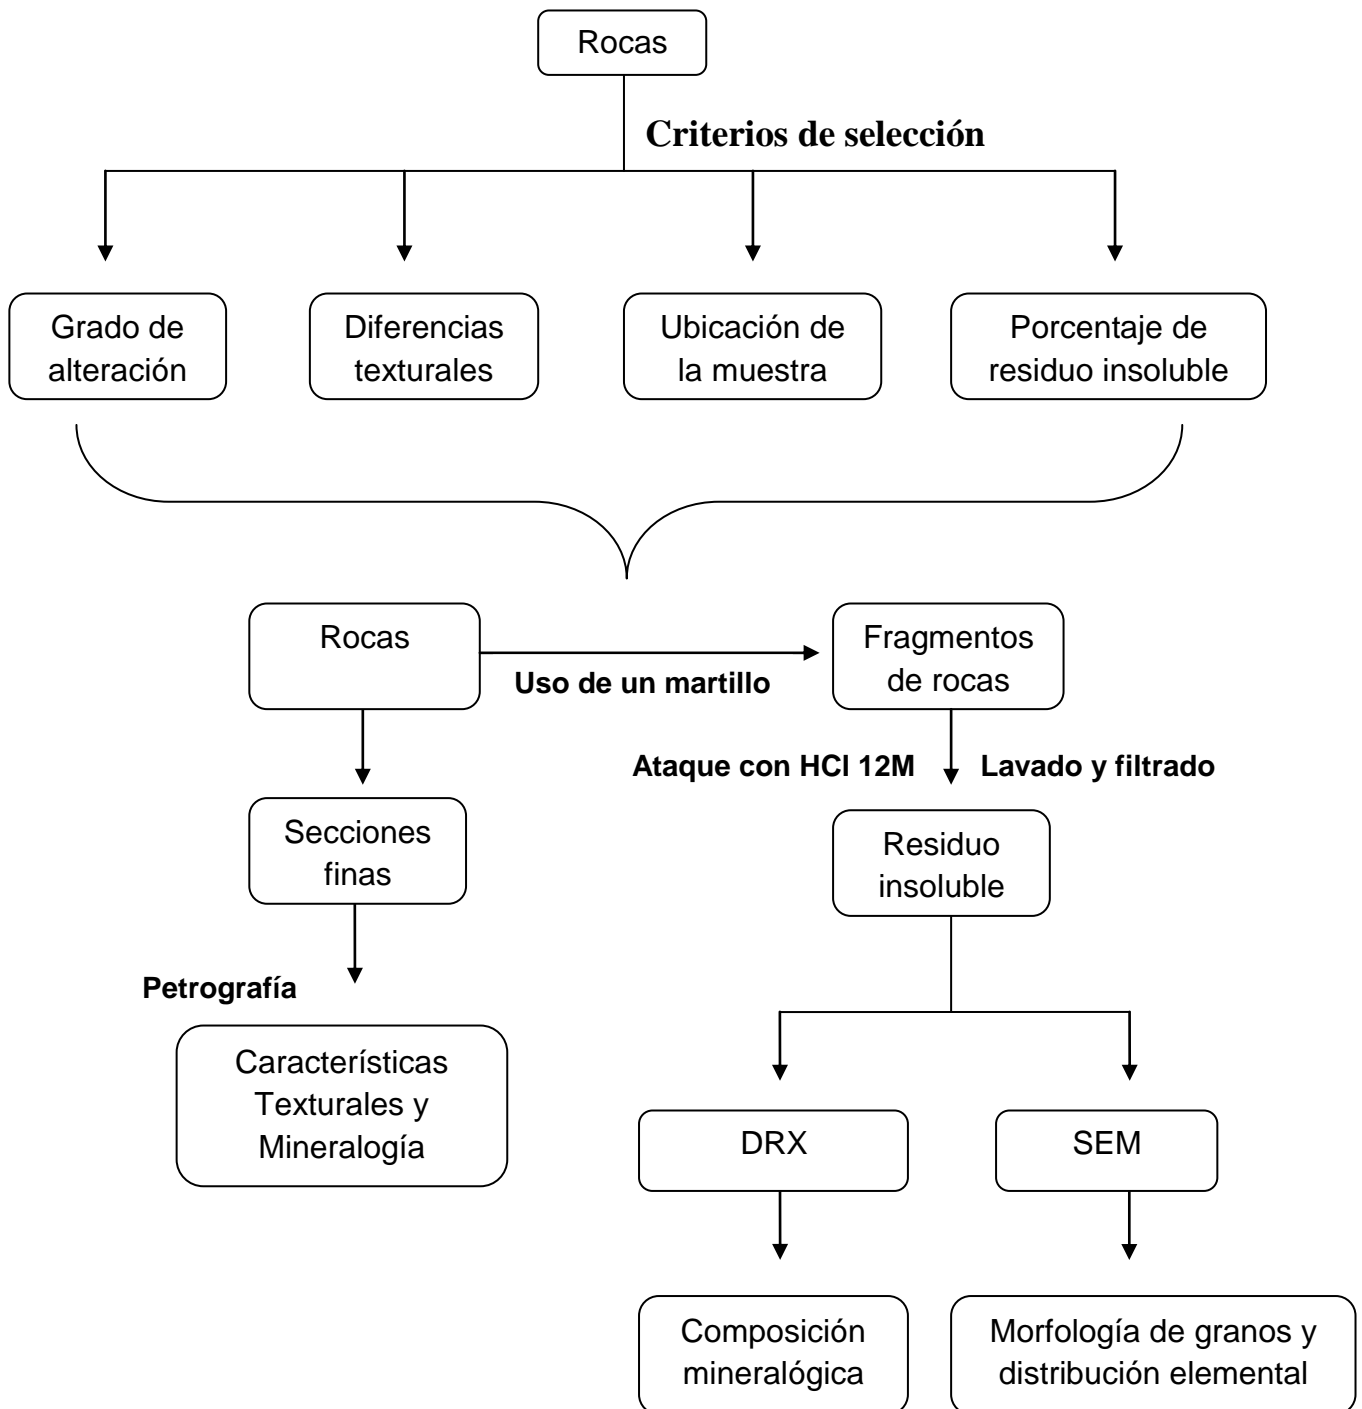 Rocas
Criterios de selección
Grado de
alteración
Diferencias
texturales
Ubicación de
la muestra
Porcentaje de
residuo insoluble
Rocas
Uso de un martillo
Fragmentos
de rocas
Ataque con HCl 12M
Lavado y filtrado
Secciones
finas
Residuo
insoluble
Petrografía
Características
Texturales y
Mineralogía
DRX
SEM
Composición
mineralógica
Morfología de granos y
distribución elemental